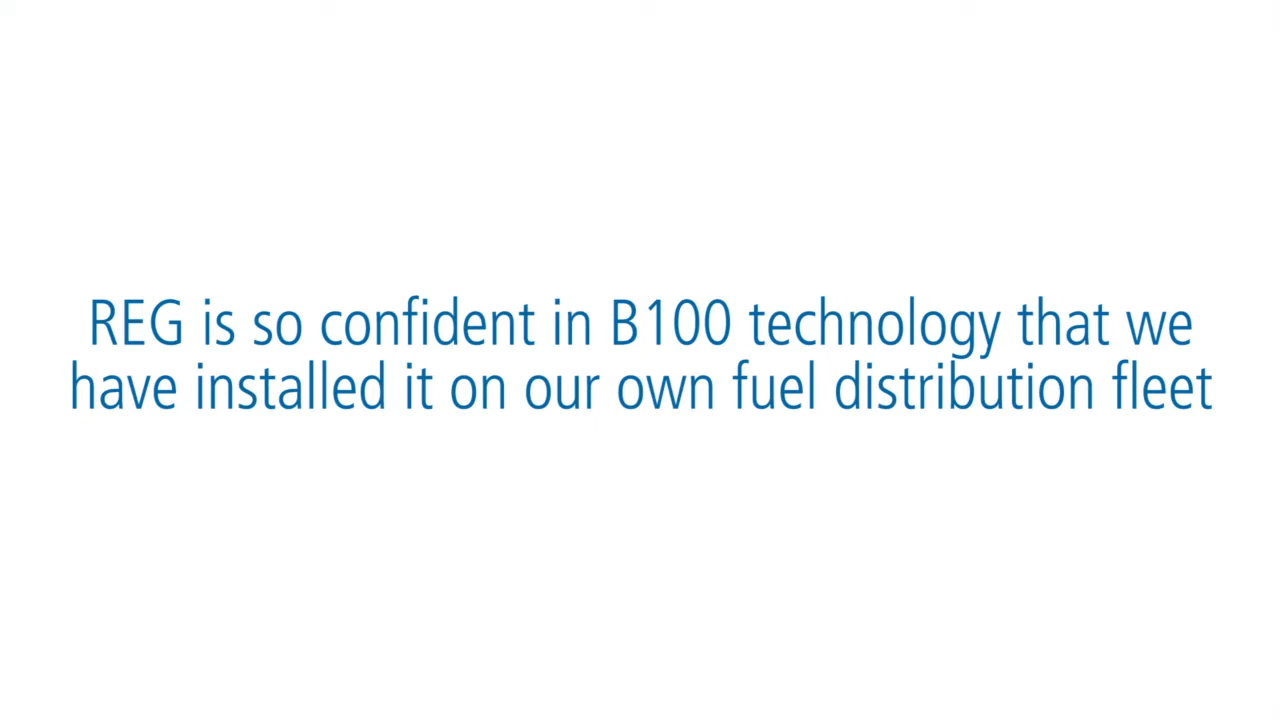 REG is so confident in B100 technology that we
have installed it on our own fuel distribution fleet